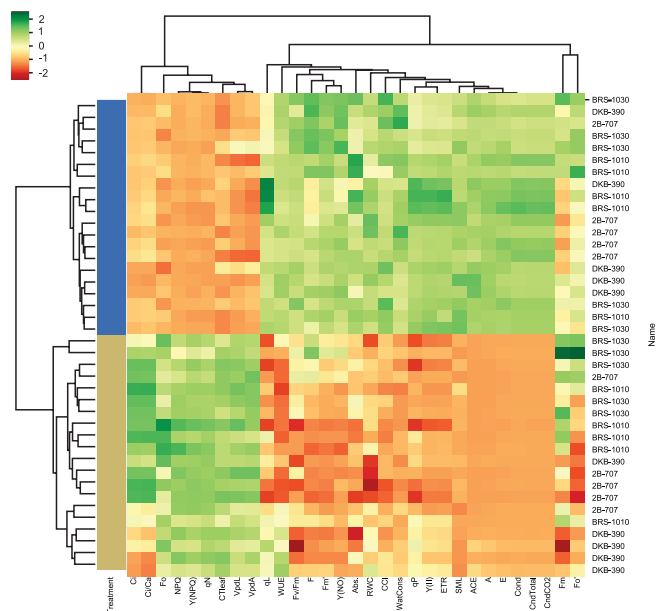 2
1
0
-1
-2
BRS-1030
DKB-390
2B-707
BRS-1030
BRS-1030
BRS-1010
BRS-1010
DKB-390
BRS-1010
BRS-1010
2B-707
2B-707
2B-707
2B-707
DKB-390
DKB-390
DKB-390
BRS-1030
BRS-1010
BRS-1030
BRS-1030
BRS-1030
BRS-1030
2B-707
BRS-1010
BRS-1030
BRS-1030
BRS-1010
BRS-1010
BRS-1010
DKB-390
2B-707
2B-707
2B-707
2B-707
BRS-1010
DKB-390
DKB-390
DKB-390
DKB-390
Name
Treatment
Ci
Ci/Ca
Fo
NPQ
Y(NPQ)
qN
CTleaf
VpdL
VpdA
qL
WUE
Fv/Fm
F
Fm'
Y(NO)
Abs.
RWC
CCI
WatCons
qP
Y(II)
ETR
SML
ACE
A
E
Cond
CndTotal
CndCO2
Fm
Fo'